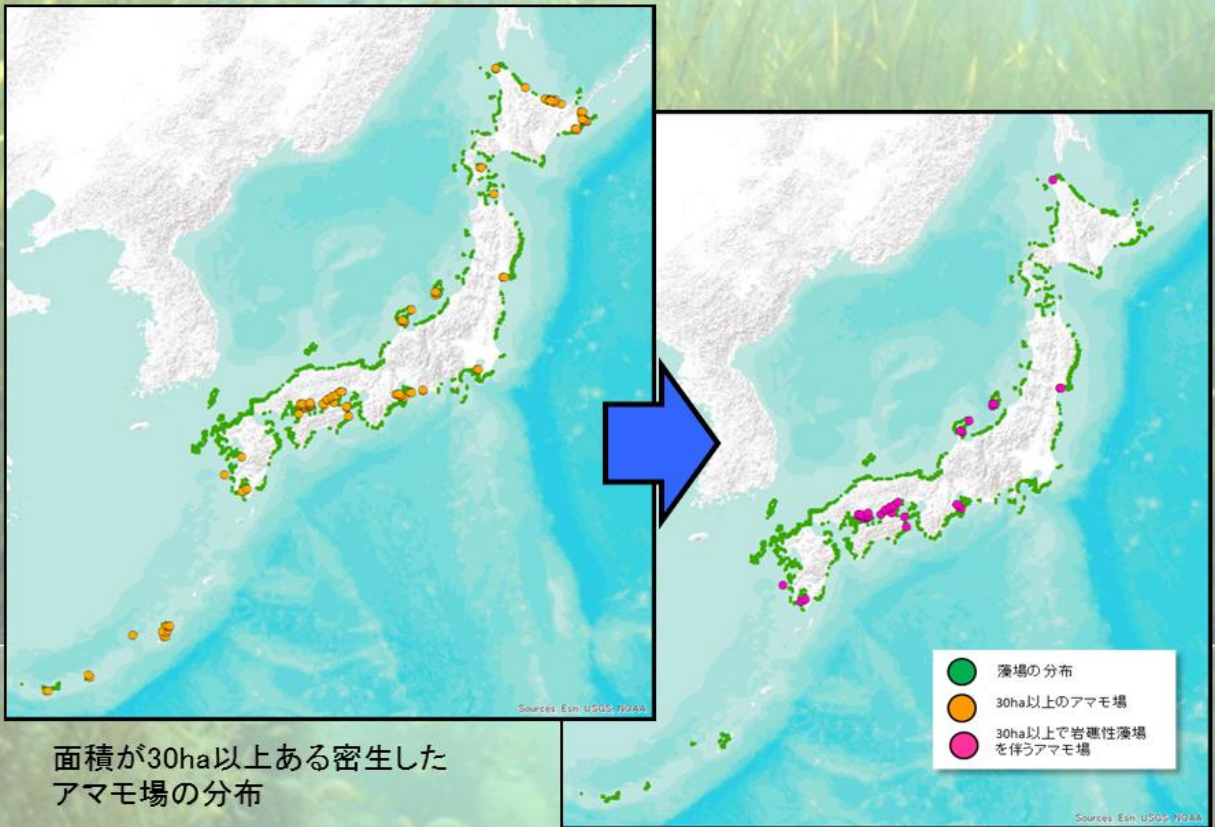 Sources: Esri, USGS, NOAA
面積が30ha以上ある密生した
アマモ場の分布
藻場の分布
30ha以上のアマモ場
30ha以上で岩礁性藻場
を伴うアマモ場
Sources: Esri, USGS, NOAA